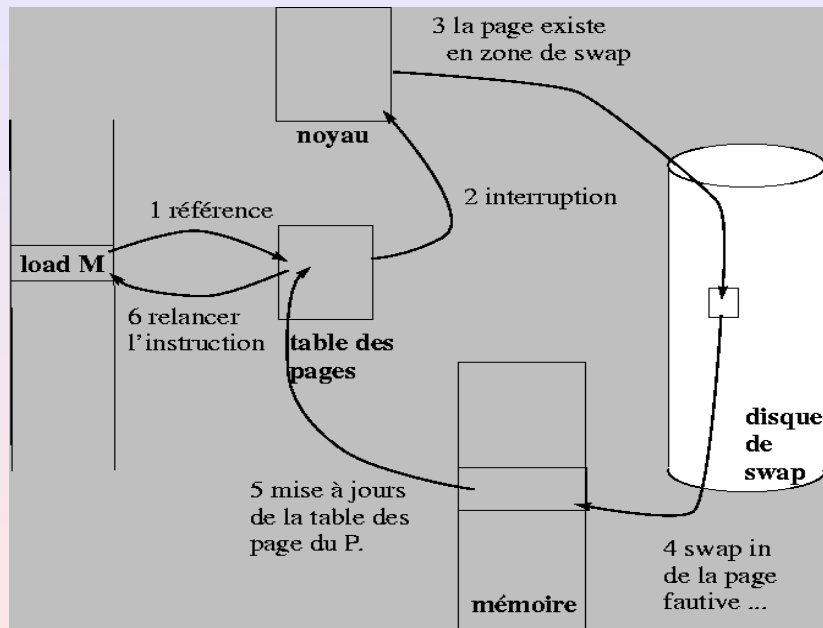 3 la page existe
en zone de swap
noyau
2 interruption
1 référence
load M
6 relancer
l'instruction
table des
pages
disque
de
swap
5 mise à jours
de la table des
page du P.
4 swap in
de la page
fautive ...
mémoire